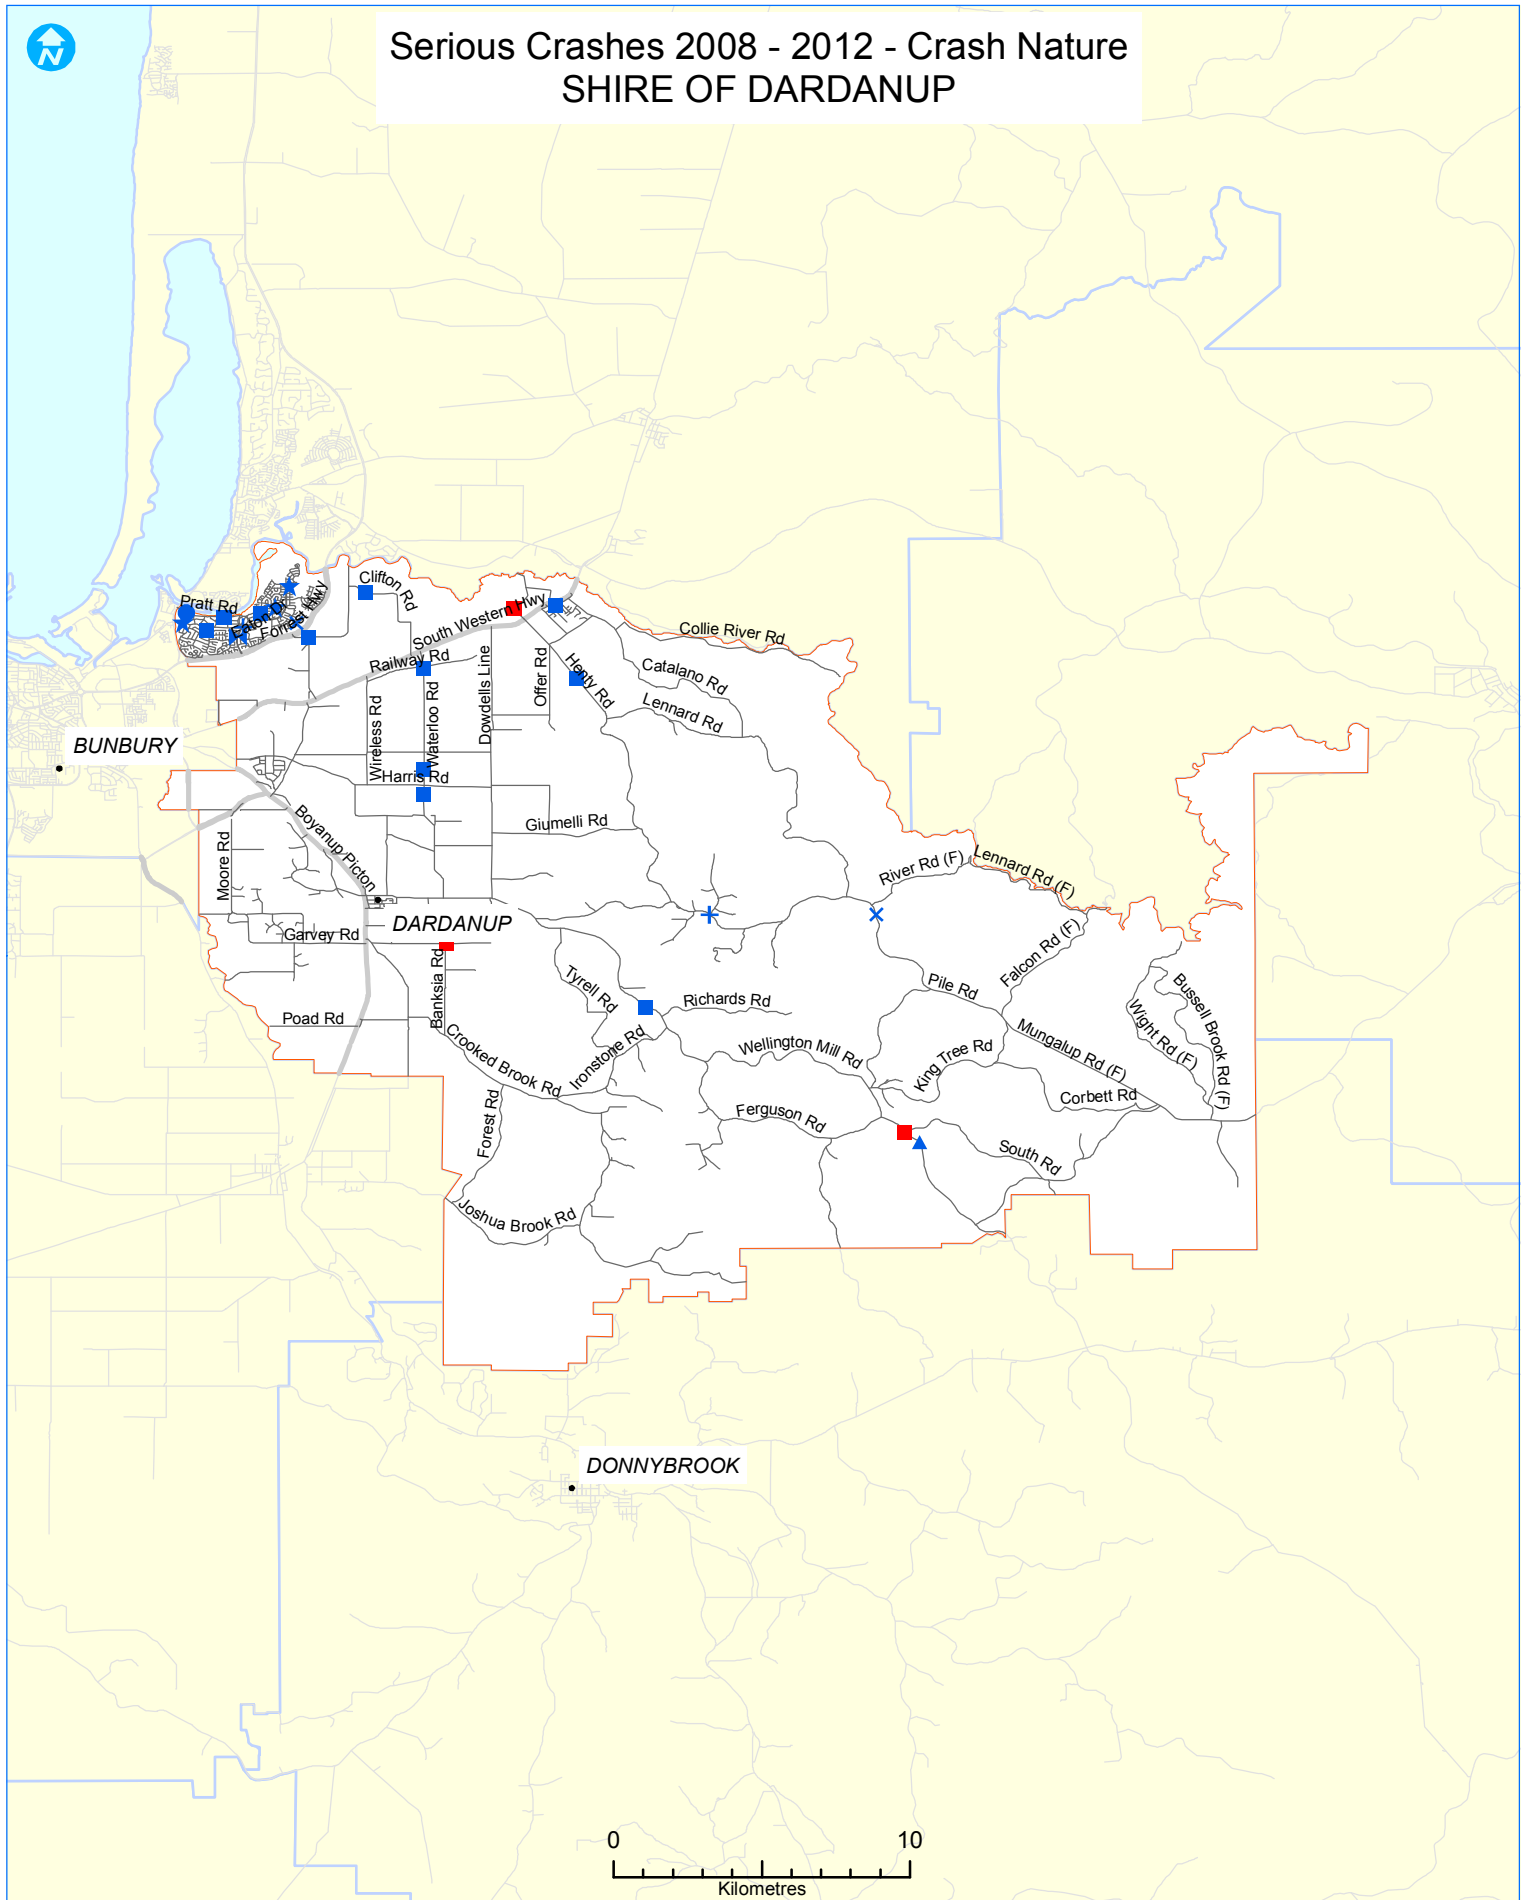 N
Serious Crashes 2008 - 2012 - Crash Nature
SHIRE OF DARDANUP
Pratt Rd
Eaton Dr
Forrest Hwy
Clifton Rd
South Western Hwy
Collie River Rd
Railway Rd
Henty Rd
Catalano Rd
Offer Rd
Dowdells Line
Waterloo Rd
Wireless Rd
Lennard Rd
BUNBURY
Harris Rd
Giumelli Rd
Boyanup Picton
Moore Rd
River Rd (F)
Lennard Rd (F)
DARDANUP
Garvey Rd
Banksia Rd
Falcon Rd (F)
Tyrell Rd
Pile Rd
Bussell Brook Rd (F)
Wight Rd (F)
Richards Rd
Poad Rd
Crooked Brook Rd
Ironstone Rd
Wellington Mill Rd
King Tree Rd
Mungalup Rd (F)
Corbett Rd
Forest Rd
Ferguson Rd
South Rd
Joshua Brook Rd
DONNYBROOK
0 10
Kilometres